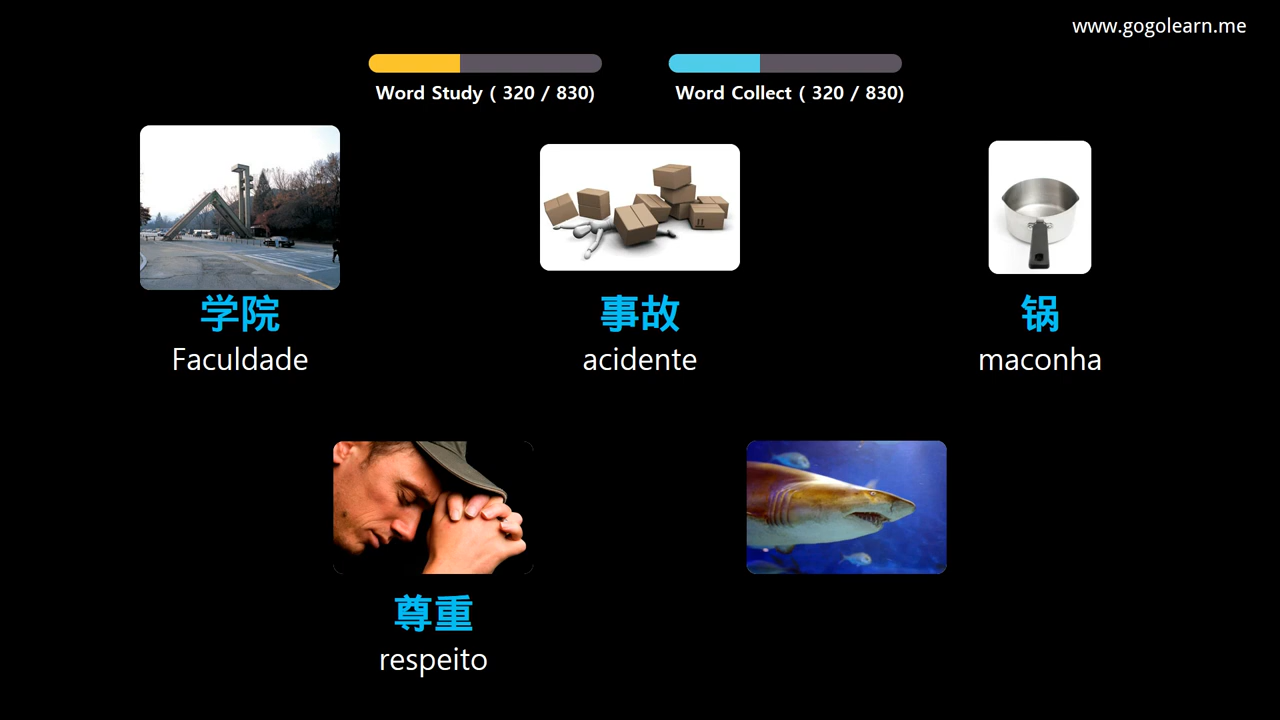 www.gogolearn.me
Word Study ( 320 / 830)
Word Collect ( 320 / 830)
学院
Faculdade
事故
acidente
锅
maconha
尊重
respeito